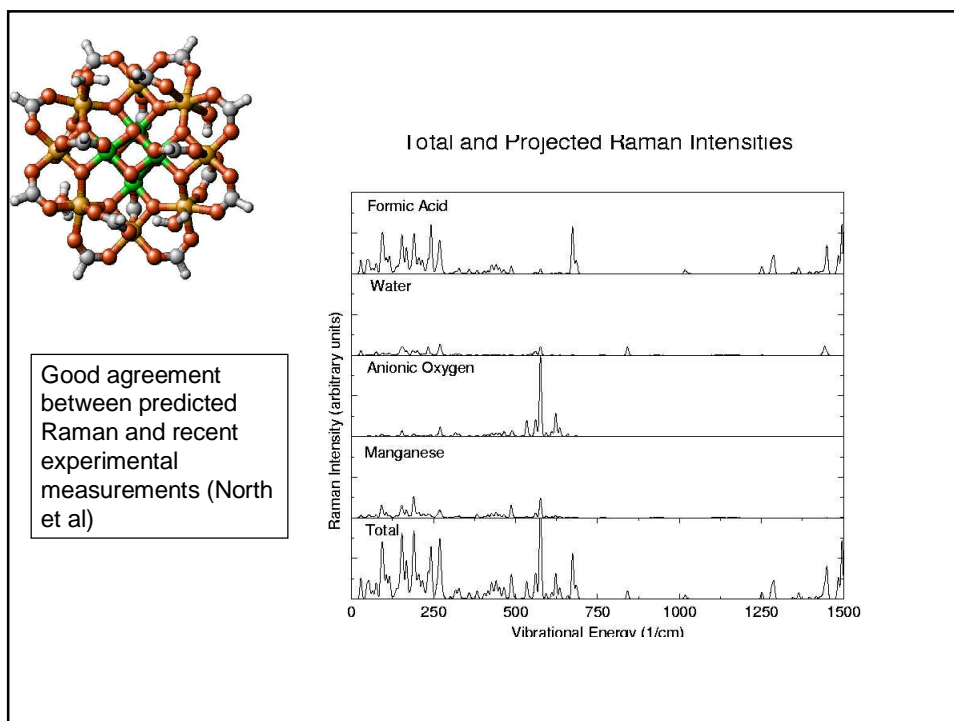 Total and Projected Raman Intensities
Formic Acid
Water
Anionic Oxygen
Manganese
Total
Raman Intensity (arbitrary units)
0 250 500 750 1000 1250 1500
Vibrational Energy (1/cm)
Good agreement
between predicted
Raman and recent
experimental
measurements (North
et al)